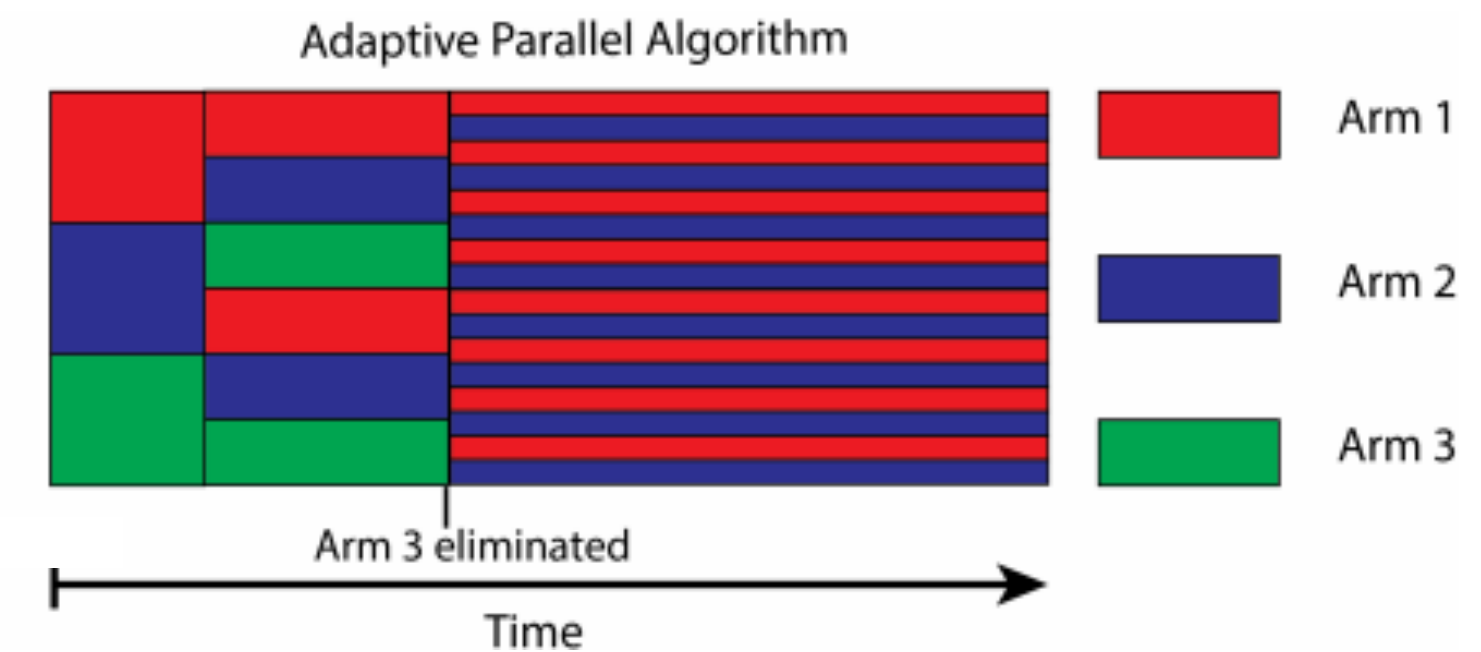 Adaptive Parallel Algorithm
Arm 1
Arm 2
Arm 3
Arm 3 eliminated
Time